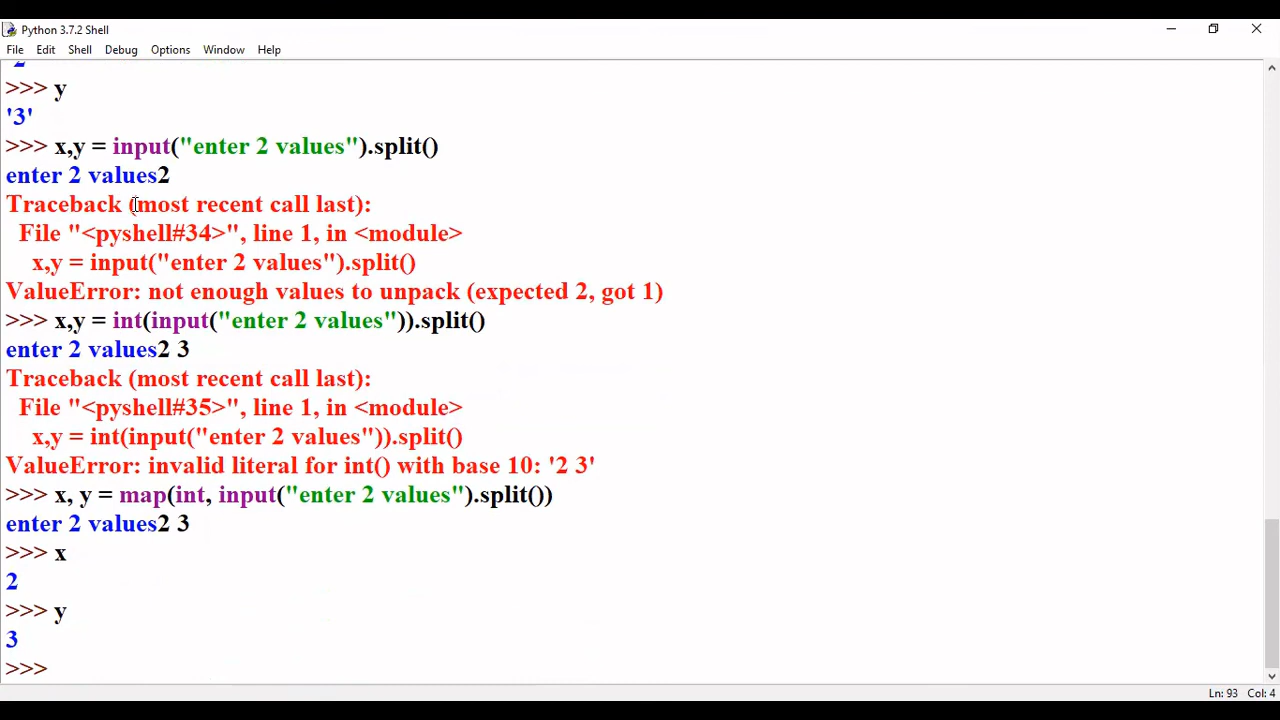 Python 3.7.2 Shell
File Edit Shell Debug Options Window Help
>>> y
'3'
>>> x,y = input("enter 2 values").split()
enter 2 values2
Traceback (most recent call last):
File "<pyshell#34>", line 1, in <module>
x,y = input("enter 2 values").split()
ValueError: not enough values to unpack (expected 2, got 1)
>>> x,y = int(input("enter 2 values")).split()
enter 2 values2 3
Traceback (most recent call last):
File "<pyshell#35>", line 1, in <module>
x,y = int(input("enter 2 values")).split()
ValueError: invalid literal for int() with base 10: '2 3'
>>> x, y = map(int, input("enter 2 values").split())
enter 2 values2 3
>>> x
2
>>> y
3
>>>
Ln: 93 Col: 4